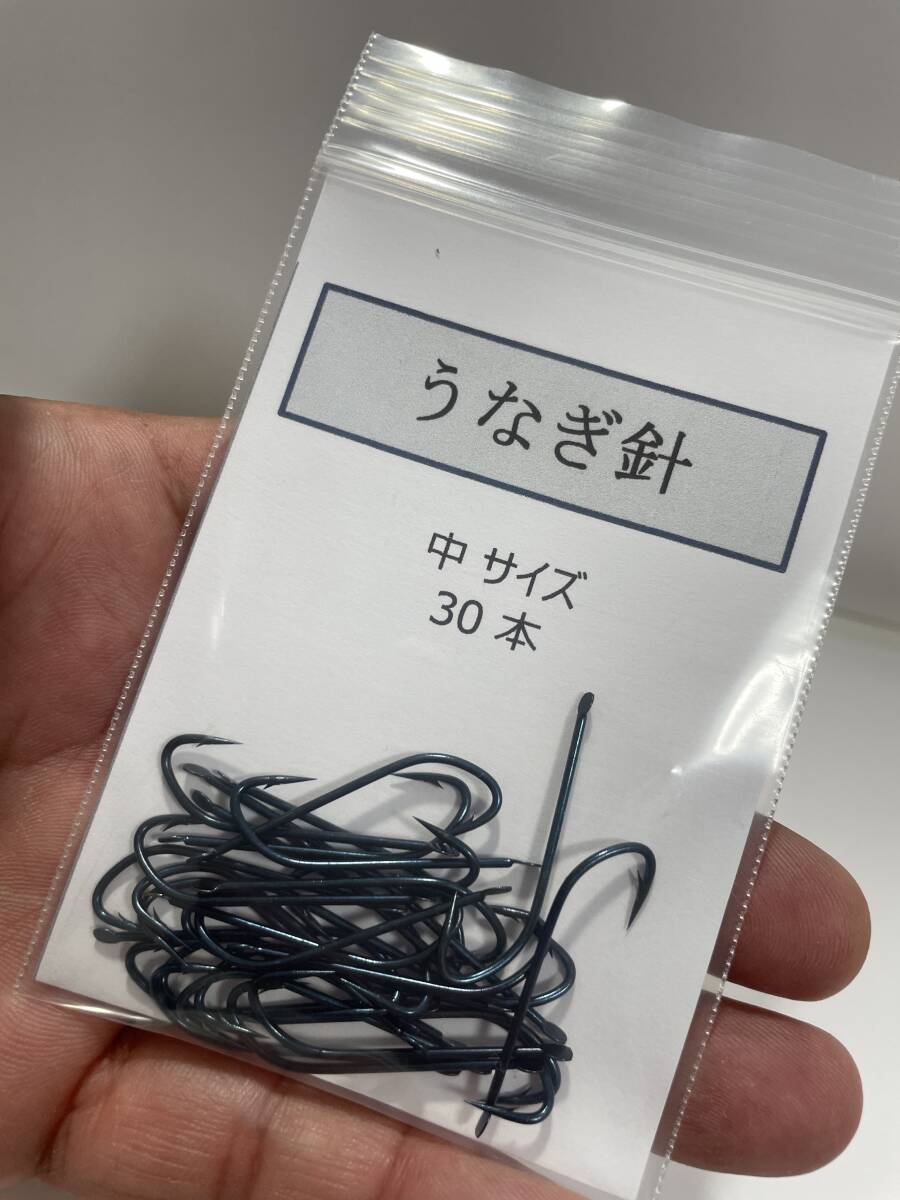 うなぎ針
中 サイズ
30 本